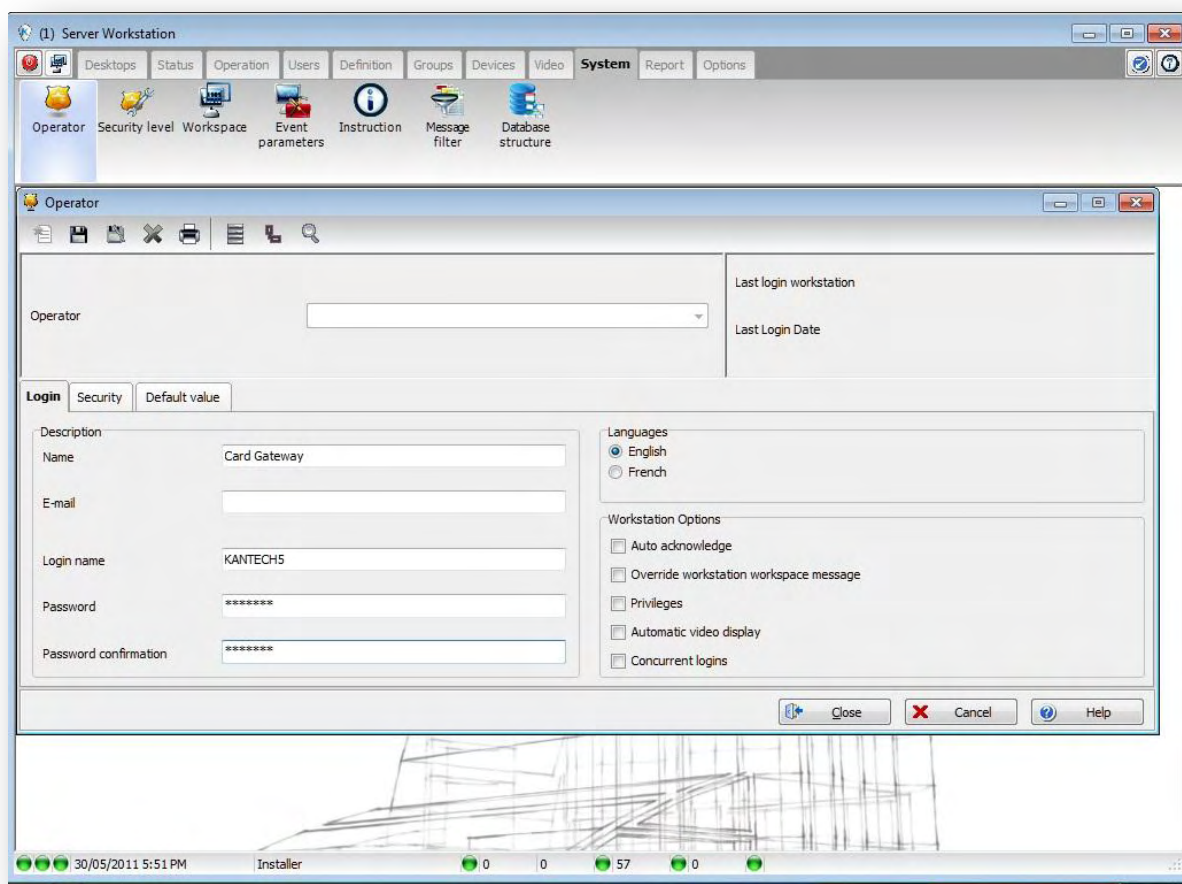 (1) Server Workstation
Desktops Status Operation Users Definition Groups Devices Video System Report Options
Operator Security level Workspace Event parameters Instruction Message filter Database structure
Operator
Operator
Last login workstation
Last Login Date
Login Security Default value
Description
Name Card Gateway
E-mail
Login name KANTECH5
Password *******
Password confirmation *******
Languages
English
French
Workstation Options
Auto acknowledge
Override workstation workspace message
Privileges
Automatic video display
Concurrent logins
Close Cancel Help
30/05/2011 5:51 PM Installer 0 0 57 0